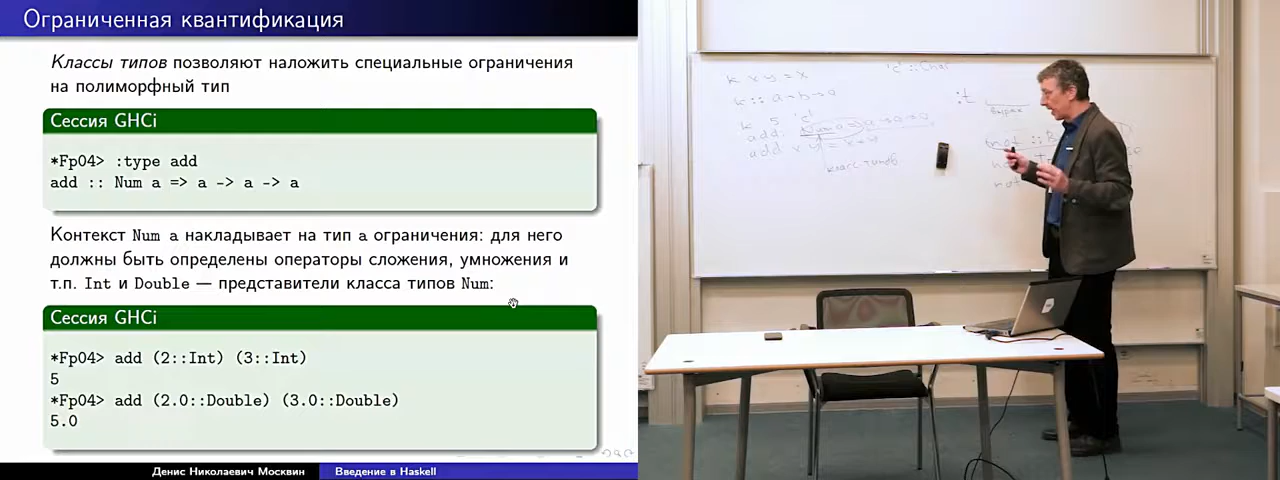 Ограниченная квантификация
Классы типов позволяют наложить специальные ограничения
на полиморфный тип
Сессия GHCi
*Fp04> :type add
add :: Num a => a -> a -> a
Контекст Num a накладывает на тип a ограничения: для него
должны быть определены операторы сложения, умножения и
т.п. Int и Double — представители класса типов Num:
Сессия GHCi
*Fp04> add (2::Int) (3::Int)
5
*Fp04> add (2.0::Double) (3.0::Double)
5.0
Денис Николаевич Москвин Введение в Haskell
k x y = x
'c' :: Char
k :: a -> b -> a
k 5 'c'
add x y = x + y
класс типов
:t
not ::